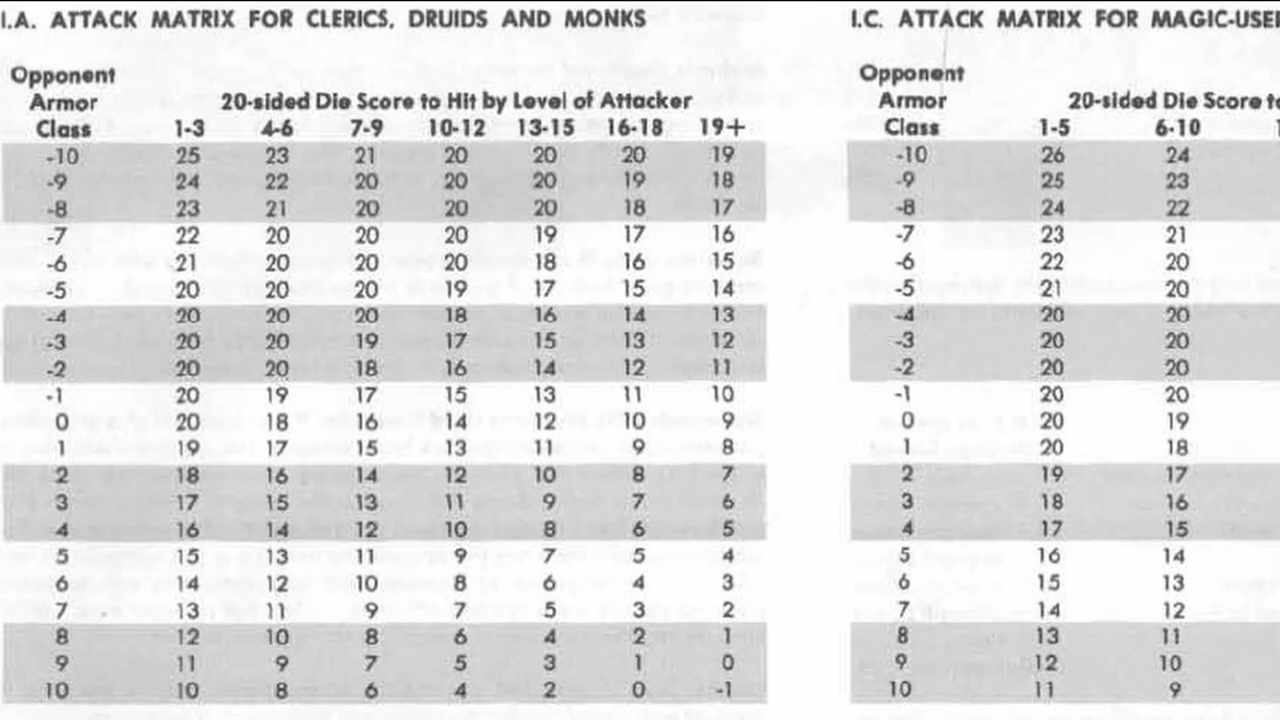 I.A. ATTACK MATRIX FOR CLERICS, DRUIDS AND MONKS
Opponent
Armor 20-sided Die Score to Hit by Level of Attacker
Class 1-3 4-6 7-9 10-12 13-15 16-18 19+
-10 25 23 21 20 20 20 19
-9 24 22 20 20 20 19 18
-8 23 21 20 20 20 18 17
-7 22 20 20 20 19 17 16
-6 21 20 20 20 18 16 15
-5 20 20 20 19 17 15 14
-4 20 20 20 18 16 14 13
-3 20 20 19 17 15 13 12
-2 20 20 18 16 14 12 11
-1 20 19 17 15 13 11 10
0 20 18 16 14 12 10 9
1 19 17 15 13 11 9 8
2 18 16 14 12 10 8 7
3 17 15 13 11 9 7 6
4 16 14 12 10 8 6 5
5 15 13 11 9 7 5 4
6 14 12 10 8 6 4 3
7 13 11 9 7 5 3 2
8 12 10 8 6 4 2 1
9 11 9 7 5 3 1 0
10 10 8 6 4 2 0 -1
I.C. ATTACK MATRIX FOR MAGIC-USE
Opponent
Armor 20-sided Die Score to
Class 1-5 6-10
-10 26 24
-9 25 23
-8 24 22
-7 23 21
-6 22 20
-5 21 20
-4 20 20
-3 20 20
-2 20 20
-1 20 20
0 20 19
1 20 18
2 19 17
3 18 16
4 17 15
5 16 14
6 15 13
7 14 12
8 13 11
9 12 10
10 11 9